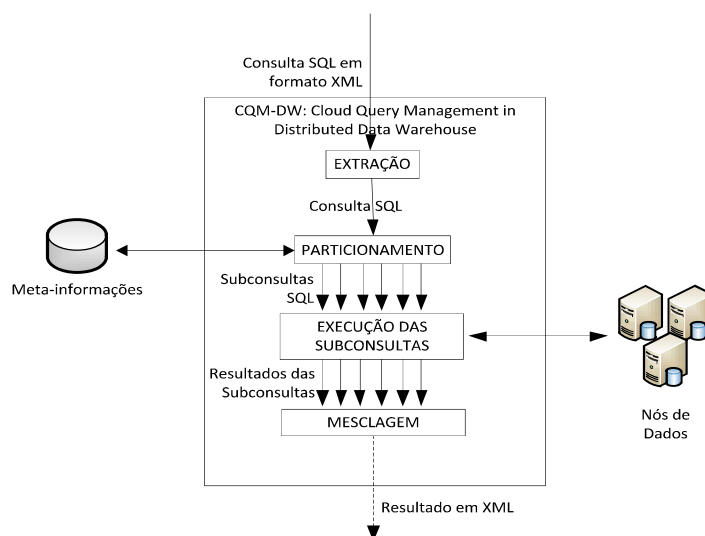 Consulta SQL em
formato XML
CQM-DW: Cloud Query Management in
Distributed Data Warehouse
EXTRAÇÃO
Consulta SQL
PARTICIONAMENTO
Meta-informações
Subconsultas
SQL
EXECUÇÃO DAS
SUBCONSULTAS
Resultados das
Subconsultas
MESCLAGEM
Nós de
Dados
Resultado em XML